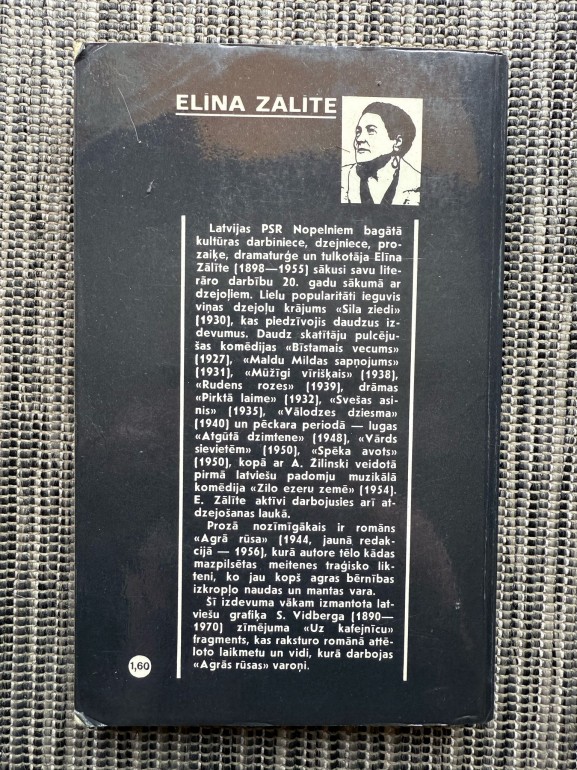 ELĪNA ZĀLĪTE
Latvijas PSR Nopelniem bagātā
kultūras darbiniece, dzejniece, pro-
zaiķe, dramaturģe un tulkotāja Elīna
Zālīte [1898—1955] sākusi savu lite-
rāro darbību 20. gadu sākumā ar
dzejoļiem. Lielu popularitāti ieguvis
viņas dzejoļu krājums «Sila ziedi»
[1930], kas piedzīvojis daudzus iz-
devumus. Daudz skatītāju pulcēju-
šas komēdijas «Bīstamais vecums»
[1927], «Maldu Mildas sapņojums»
[1931], «Mūžīgi vīrišķais» [1938],
«Rudens rozes» [1939], drāmas
«Pirktā laime» [1932], «Svešas asi-
nis» [1935], «Vālodzes dziesma»
[1940] un pēckara periodā — lugas
«Atgūtā dzimtene» [1948], «Vārds
sievietēm» [1950], «Spēka avots»
[1950], kopā ar A. Žilinski veidotā
pirmā latviešu padomju muzikālā
komēdija «Zilo ezeru zemē» [1954].
E. Zālīte aktīvi darbojusies arī at-
dzejošanas laukā.
Prozā nozīmīgākais ir romāns
«Agrā rūsa» [1944, jaunā redak-
cijā — 1956], kurā autore tēlo kādas
mazpilsētas meitenes traģisko lik-
teni, ko jau kopš agras bērnības
izkropļo naudas un mantas vara.
Šī izdevuma vākam izmantota lat-
viešu grafiķa S. Vidberga [1890—
1970] zīmējuma «Uz kafejnīcu»
fragments, kas raksturo romānā attē-
loto laikmetu un vidi, kurā darbojas
«Agrās rūsas» varoņi.
1,60